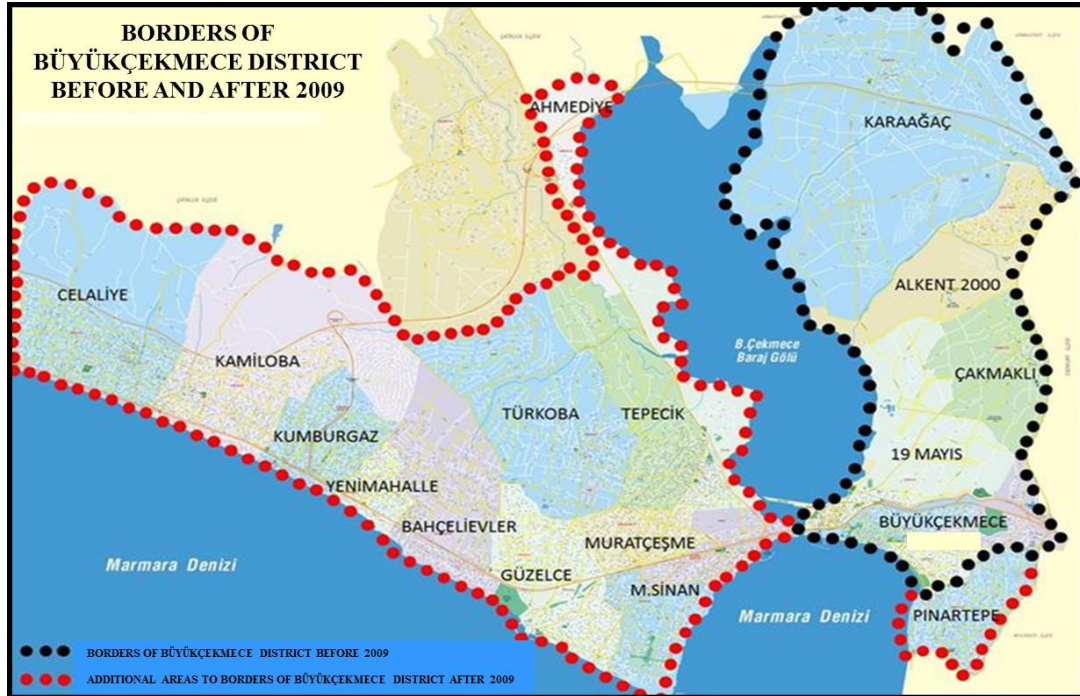 BORDERS OF
BÜYÜKÇEKMECE DISTRICT
BEFORE AND AFTER 2009
AHMEDİYE
KARAAĞAÇ
CELALİYE
ALKENT 2000
KAMİLOBA
B.Çekmece
Baraj Gölü
ÇAKMAKLI
TÜRKOBA
TEPECİK
KUMBURGAZ
19 MAYIS
YENİMAHALLE
BAHÇELİEVLER
BÜYÜKÇEKMECE
MURATÇEŞME
Marmara Denizi
GÜZELCE
M.SİNAN
Marmara Denizi
PINARTEPE
BORDERS OF BÜYÜKÇEKMECE DISTRICT BEFORE 2009
ADDITIONAL AREAS TO BORDERS OF BÜYÜKÇEKMECE DISTRICT AFTER 2009